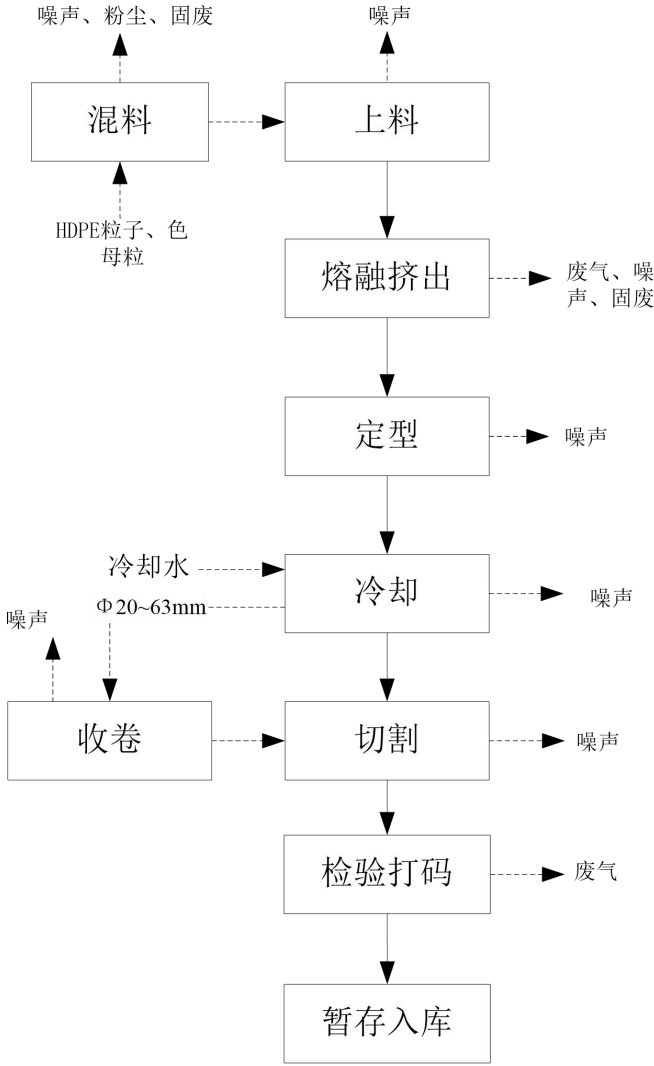 噪声、粉尘、固废
噪声
混料
上料
HDPE粒子、色
母粒
熔融挤出
废气、噪
声、固废
定型
噪声
冷却水
冷却
噪声
Φ20~63mm
噪声
收卷
切割
噪声
检验打码
废气
暂存入库